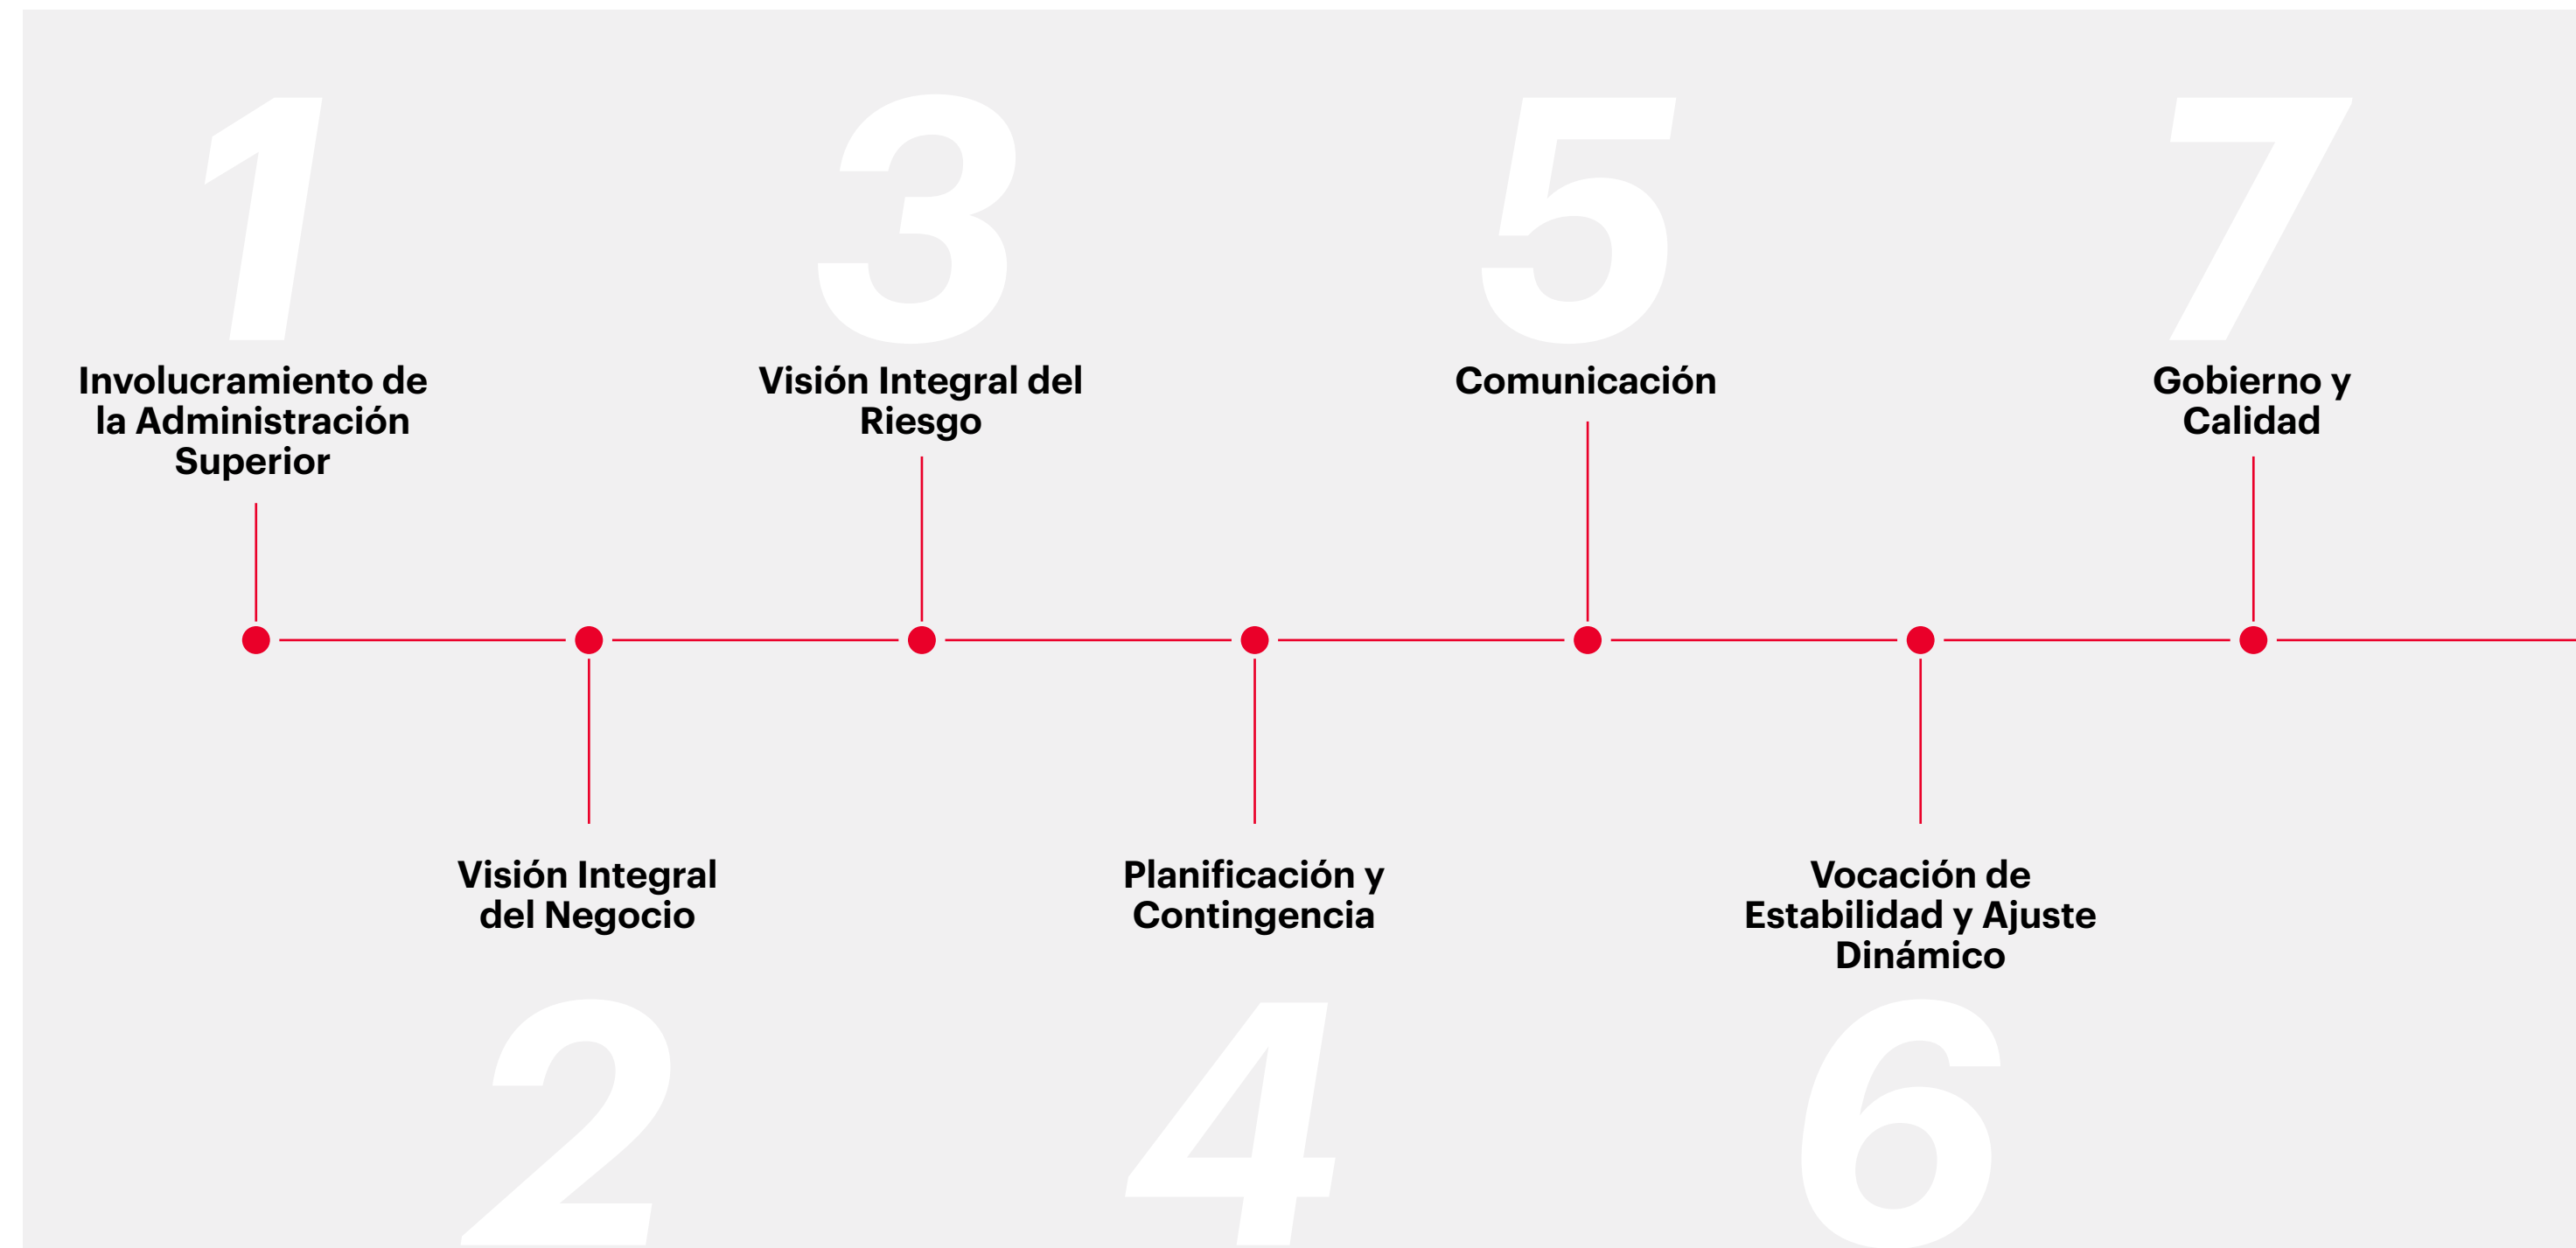 1
Involucramiento de
la Administración
Superior
2
Visión Integral
del Negocio
3
Visión Integral del
Riesgo
4
Planificación y
Contingencia
5
Comunicación
6
Vocación de
Estabilidad y Ajuste
Dinámico
7
Gobierno y
Calidad